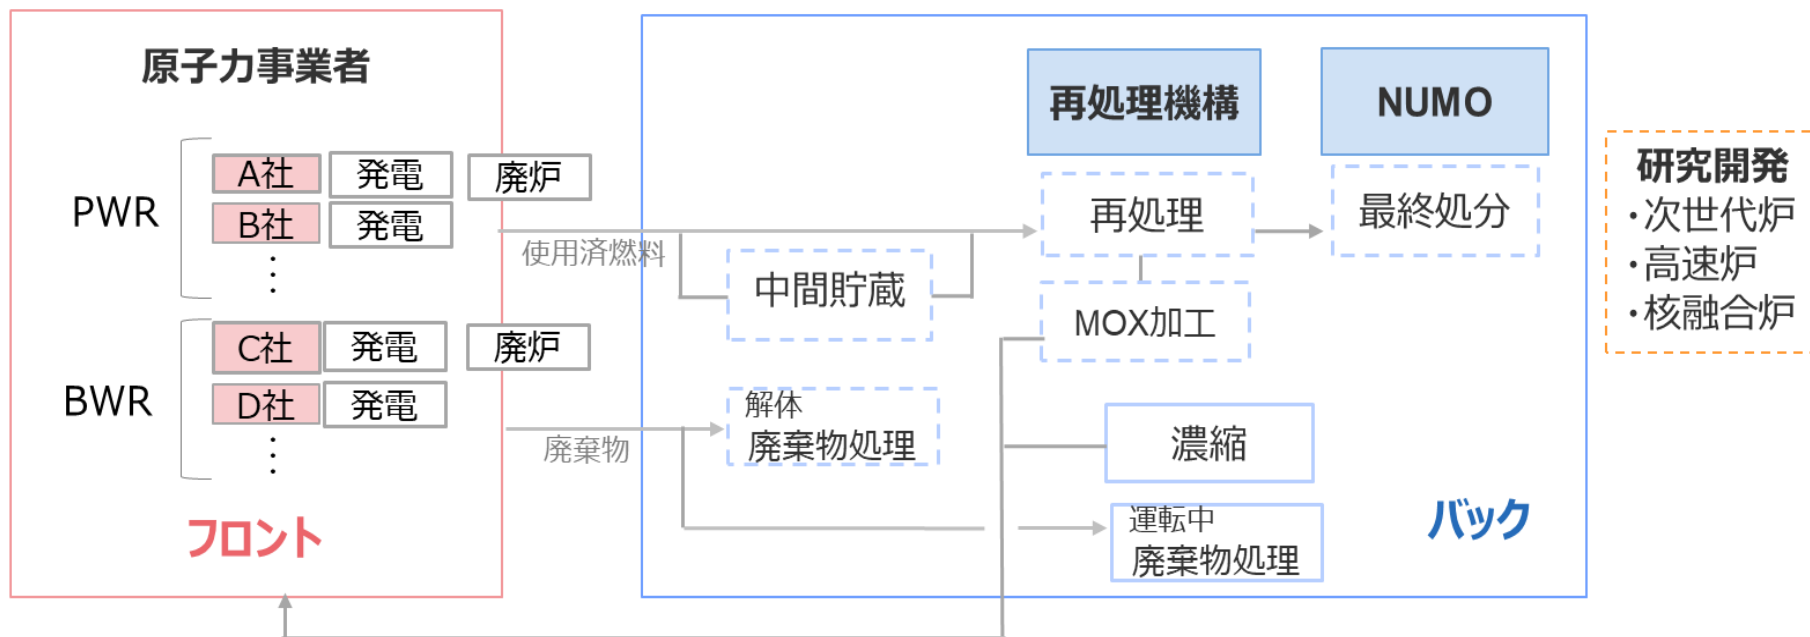 原子力事業者
PWR
A社
発電
廃炉
B社
発電
⋮
BWR
C社
発電
廃炉
D社
発電
⋮
フロント
使用済燃料
廃棄物
中間貯蔵
解体
廃棄物処理
再処理機構
再処理
MOX加工
濃縮
運転中
廃棄物処理
NUMO
最終処分
バック
研究開発
・次世代炉
・高速炉
・核融合炉